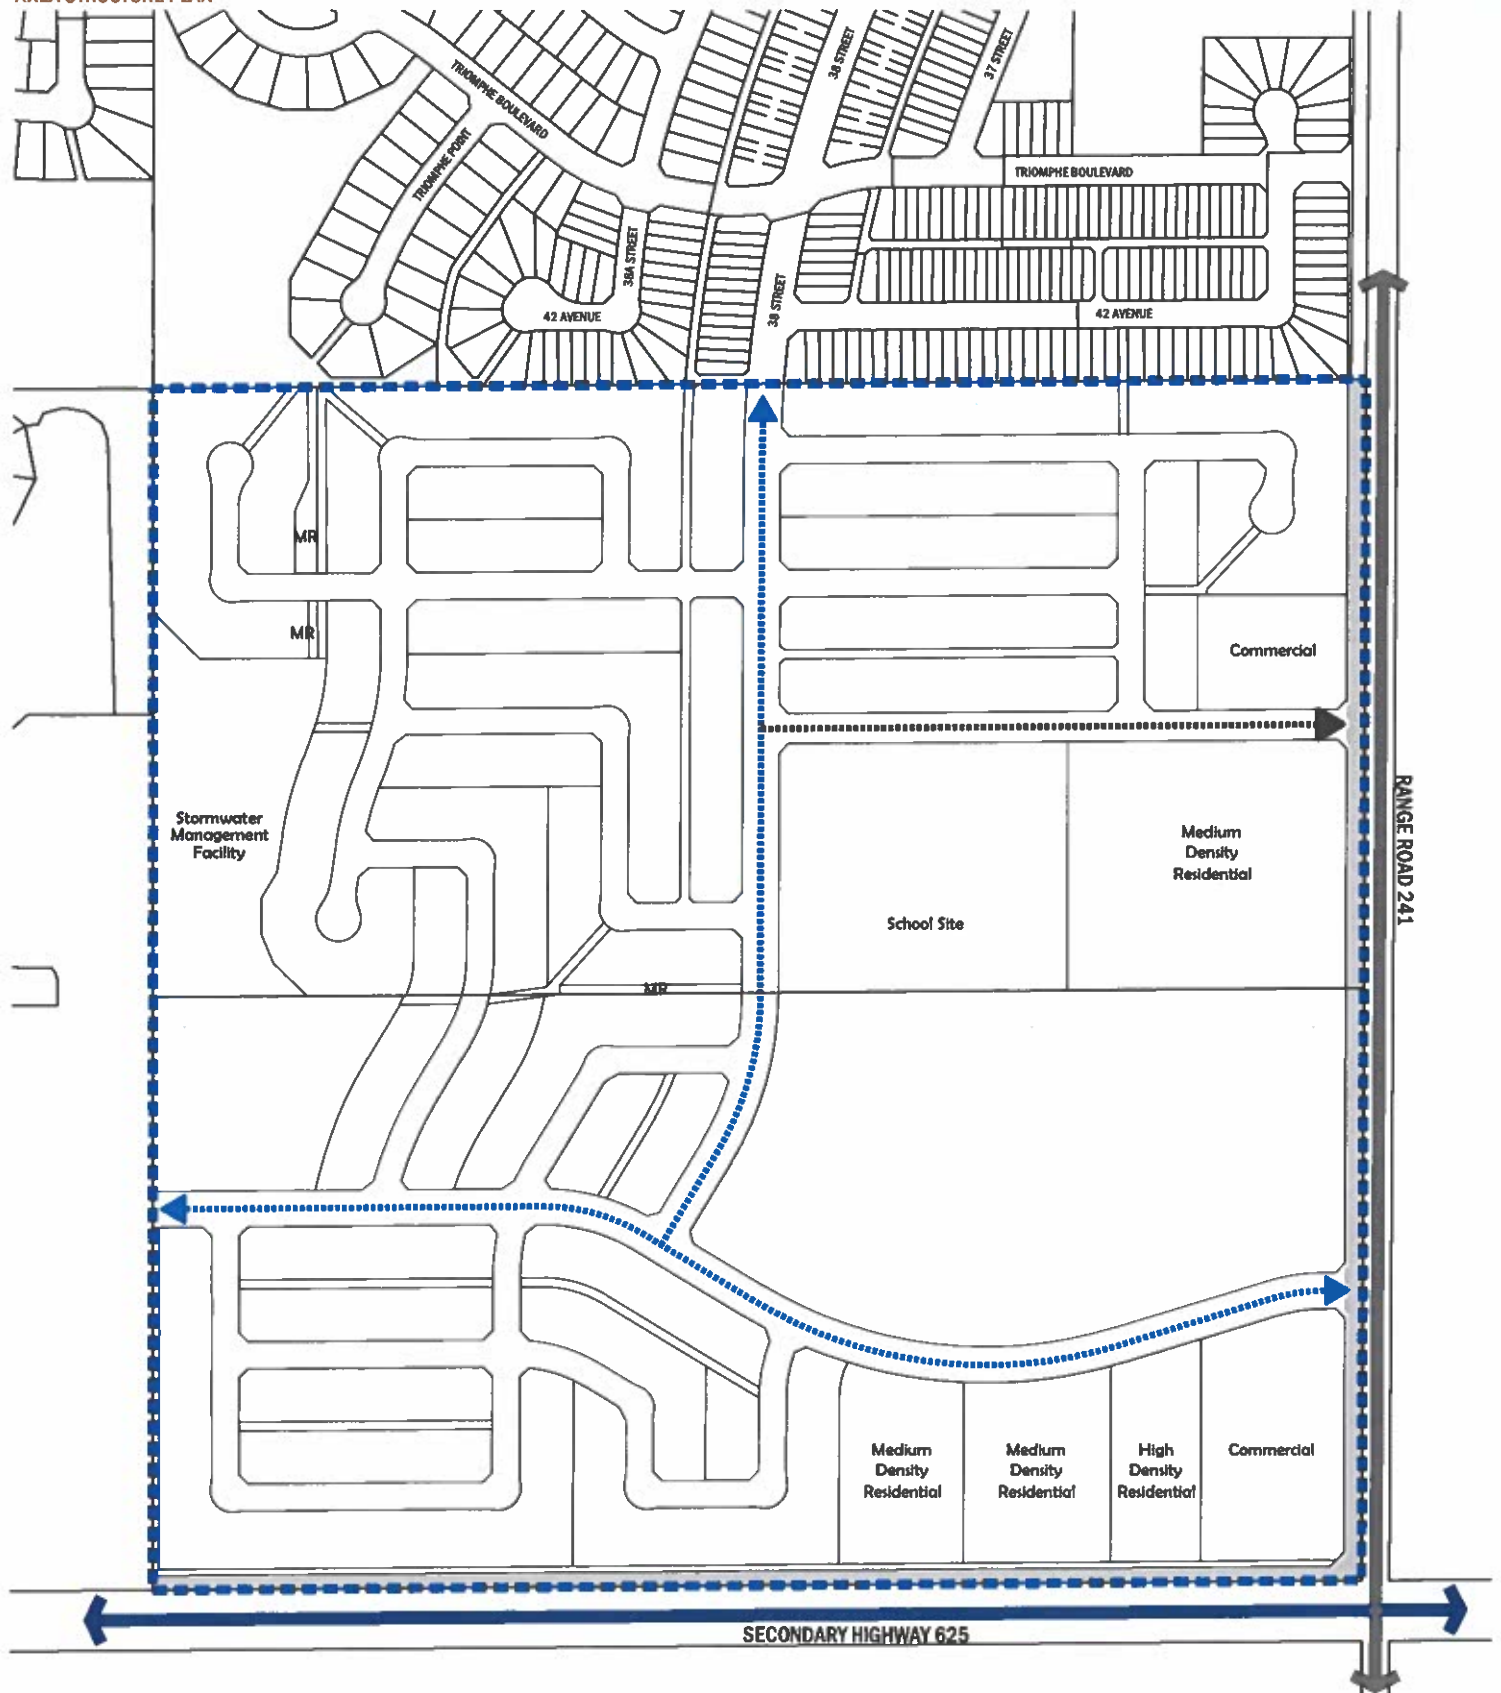 38 STREET
37 STREET
TRIOMPHE BOULEVARD
TRIOMPHE POINT
TRIOMPHE BOULEVARD
38A STREET
38 STREET
42 AVENUE
42 AVENUE
MR
MR
Commercial
Stormwater
Management
Facility
Medium
Density
Residential
RANGE ROAD 241
School Site
MR
Medium
Density
Residential
Medium
Density
Residential
High
Density
Residential
Commercial
SECONDARY HIGHWAY 625